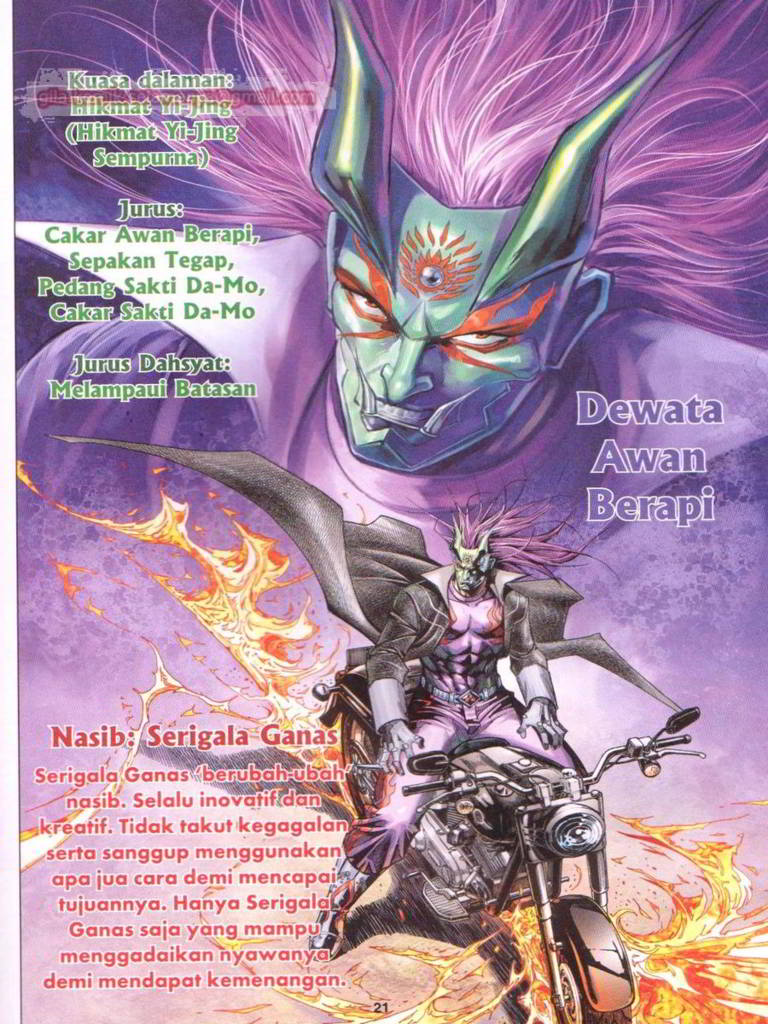 Kuasa dalaman:
Hikmat Yi-Jing
(Hikmat Yi-Jing
Sempurna)
Jurus:
Cakar Awan Berapi,
Sepakan Tegap,
Pedang Sakti Da-Mo,
Cakar Sakti Da-Mo
Jurus Dahsyat:
Melampaui Batasan
Dewata
Awan
Berapi
Nasib: Serigala Ganas
Serigala Ganas 'berubah-ubah'
nasib. Selalu inovatif dan
kreatif. Tidak takut kegagalan
serta sanggup menggunakan
apa jua cara demi mencapai
tujuannya. Hanya Serigala
Ganas saja yang mampu
menggadaikan nyawanya
demi mendapat kemenangan.
21